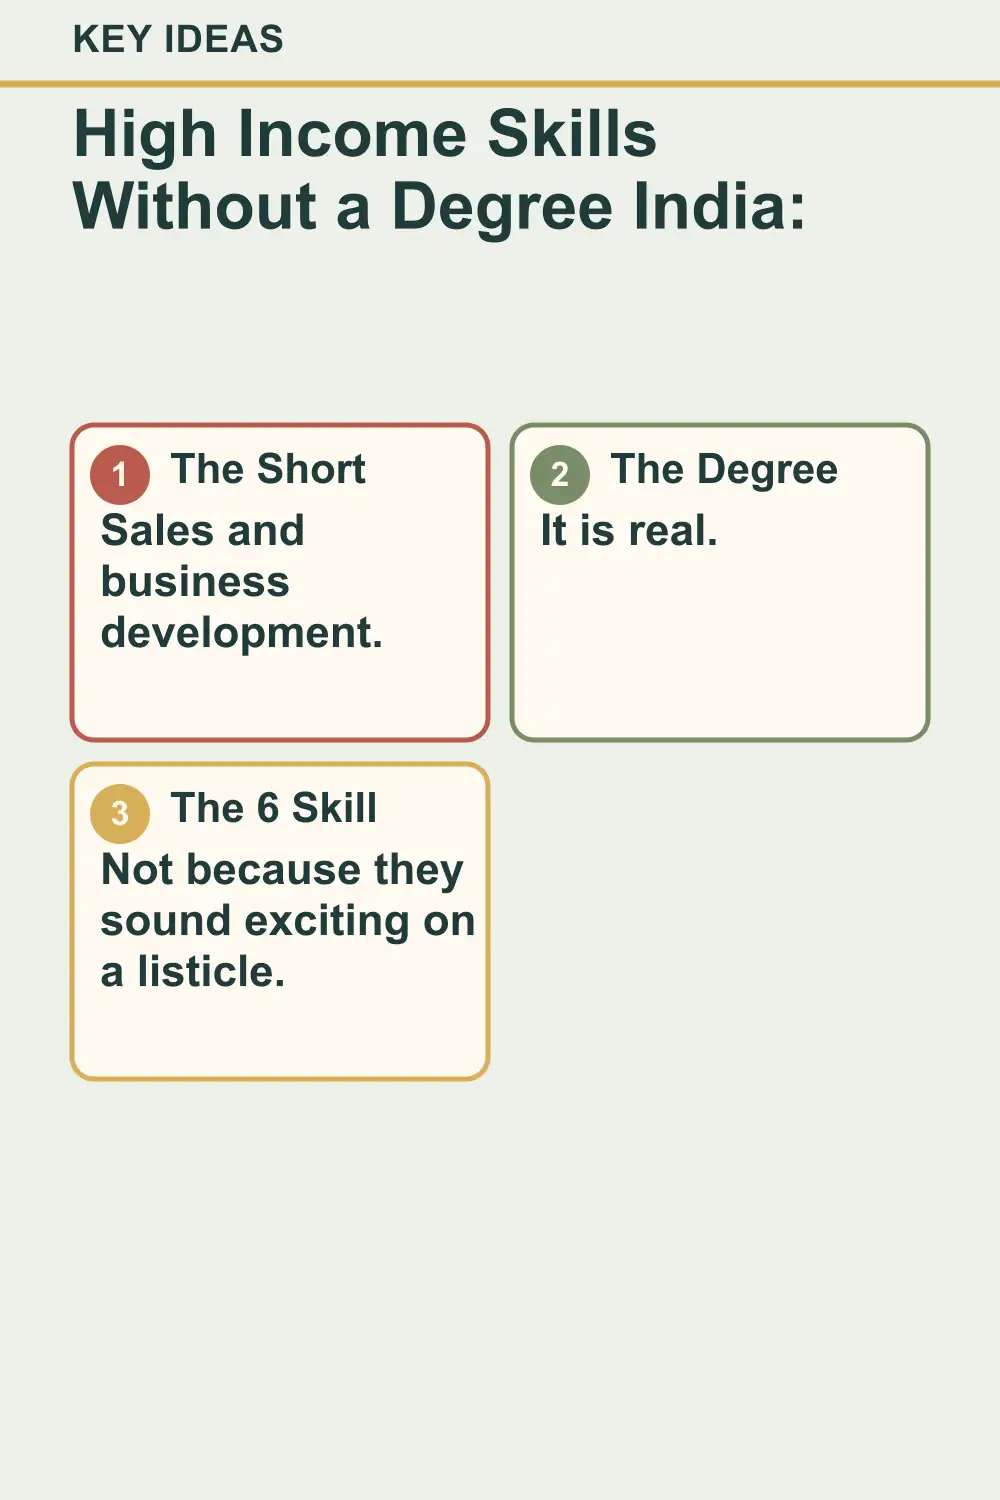 KEY IDEAS
High Income Skills
Without a Degree India:
1 The Short
Sales and
business
development.
2 The Degree
It is real.
3 The 6 Skill
Not because they
sound exciting on
a listicle.